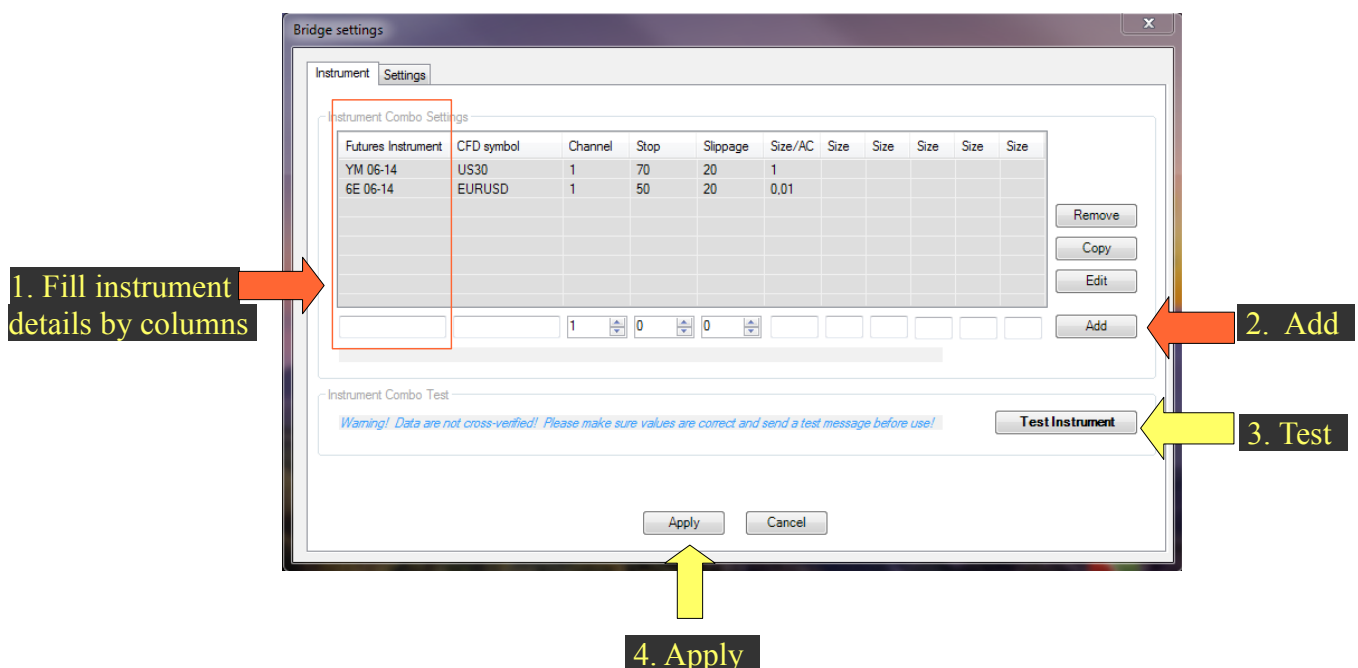 Bridge settings
x
Instrument Settings
Instrument Combo Settings
Futures Instrument CFD symbol Channel Stop Slippage Size/AC Size Size Size Size Size
YM 06-14 US30 1 70 20 1
6E 06-14 EURUSD 1 50 20 0,01
Remove
Copy
Edit
1. Fill instrument
details by columns
1 0 0 Add
2. Add
Instrument Combo Test
Warning! Data are not cross-verified! Please make sure values are correct and send a test message before use!
Test Instrument
3. Test
Apply Cancel
4. Apply